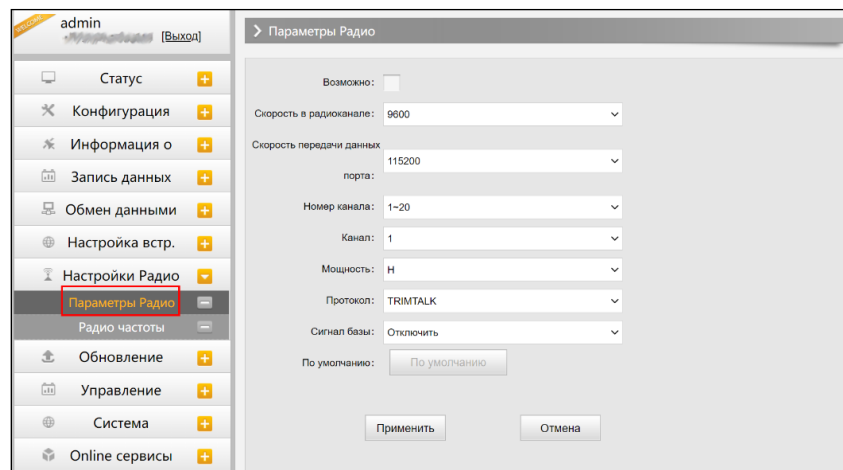 WELCOME
admin
[Выход]
Статус
Конфигурация
Информация о
Запись данных
Обмен данными
Настройка встр.
Настройки Радио
Параметры Радио
Радио частоты
Обновление
Управление
Система
Online сервисы
Параметры Радио
Возможно:
Скорость в радиоканале: 9600
Скорость передачи данных
порта: 115200
Номер канала: 1~20
Канал: 1
Мощность: H
Протокол: TRIMTALK
Сигнал базы: Отключить
По умолчанию: По умолчанию
Применить Отмена